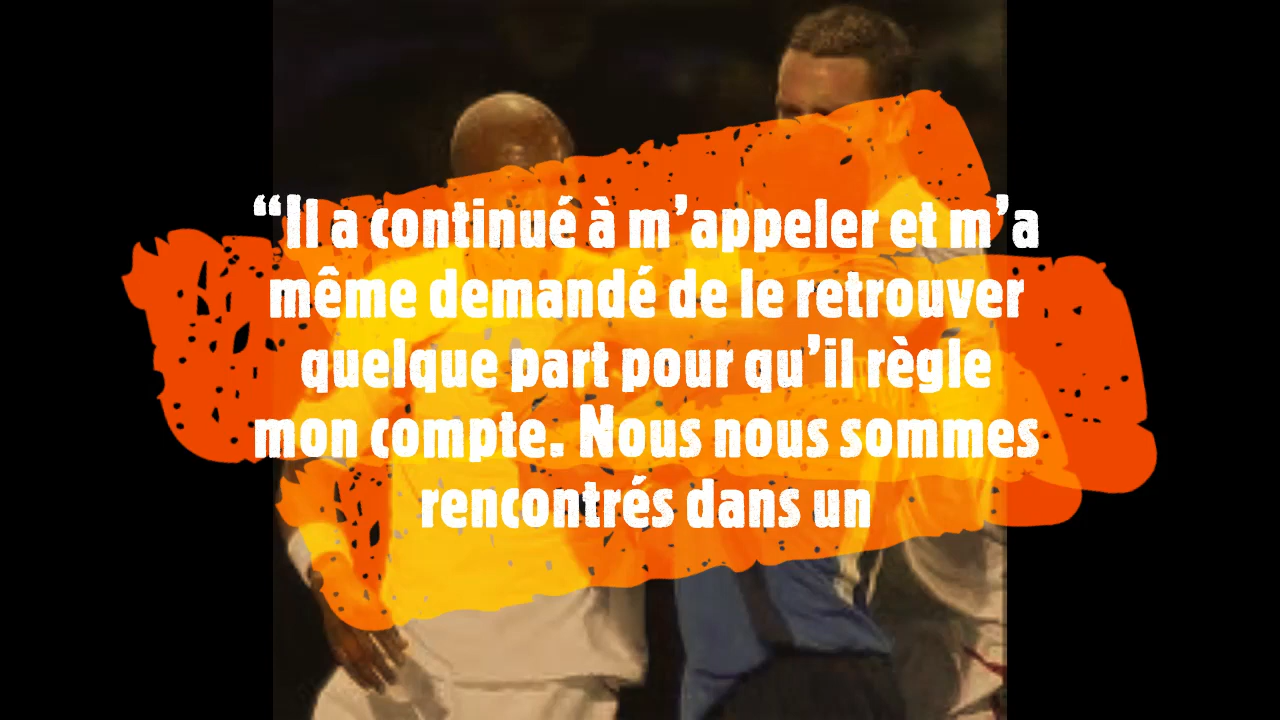 “Il a continué à m’appeler et m’a
même demandé de le retrouver
quelque part pour qu’il règle
mon compte. Nous nous sommes
rencontrés dans un